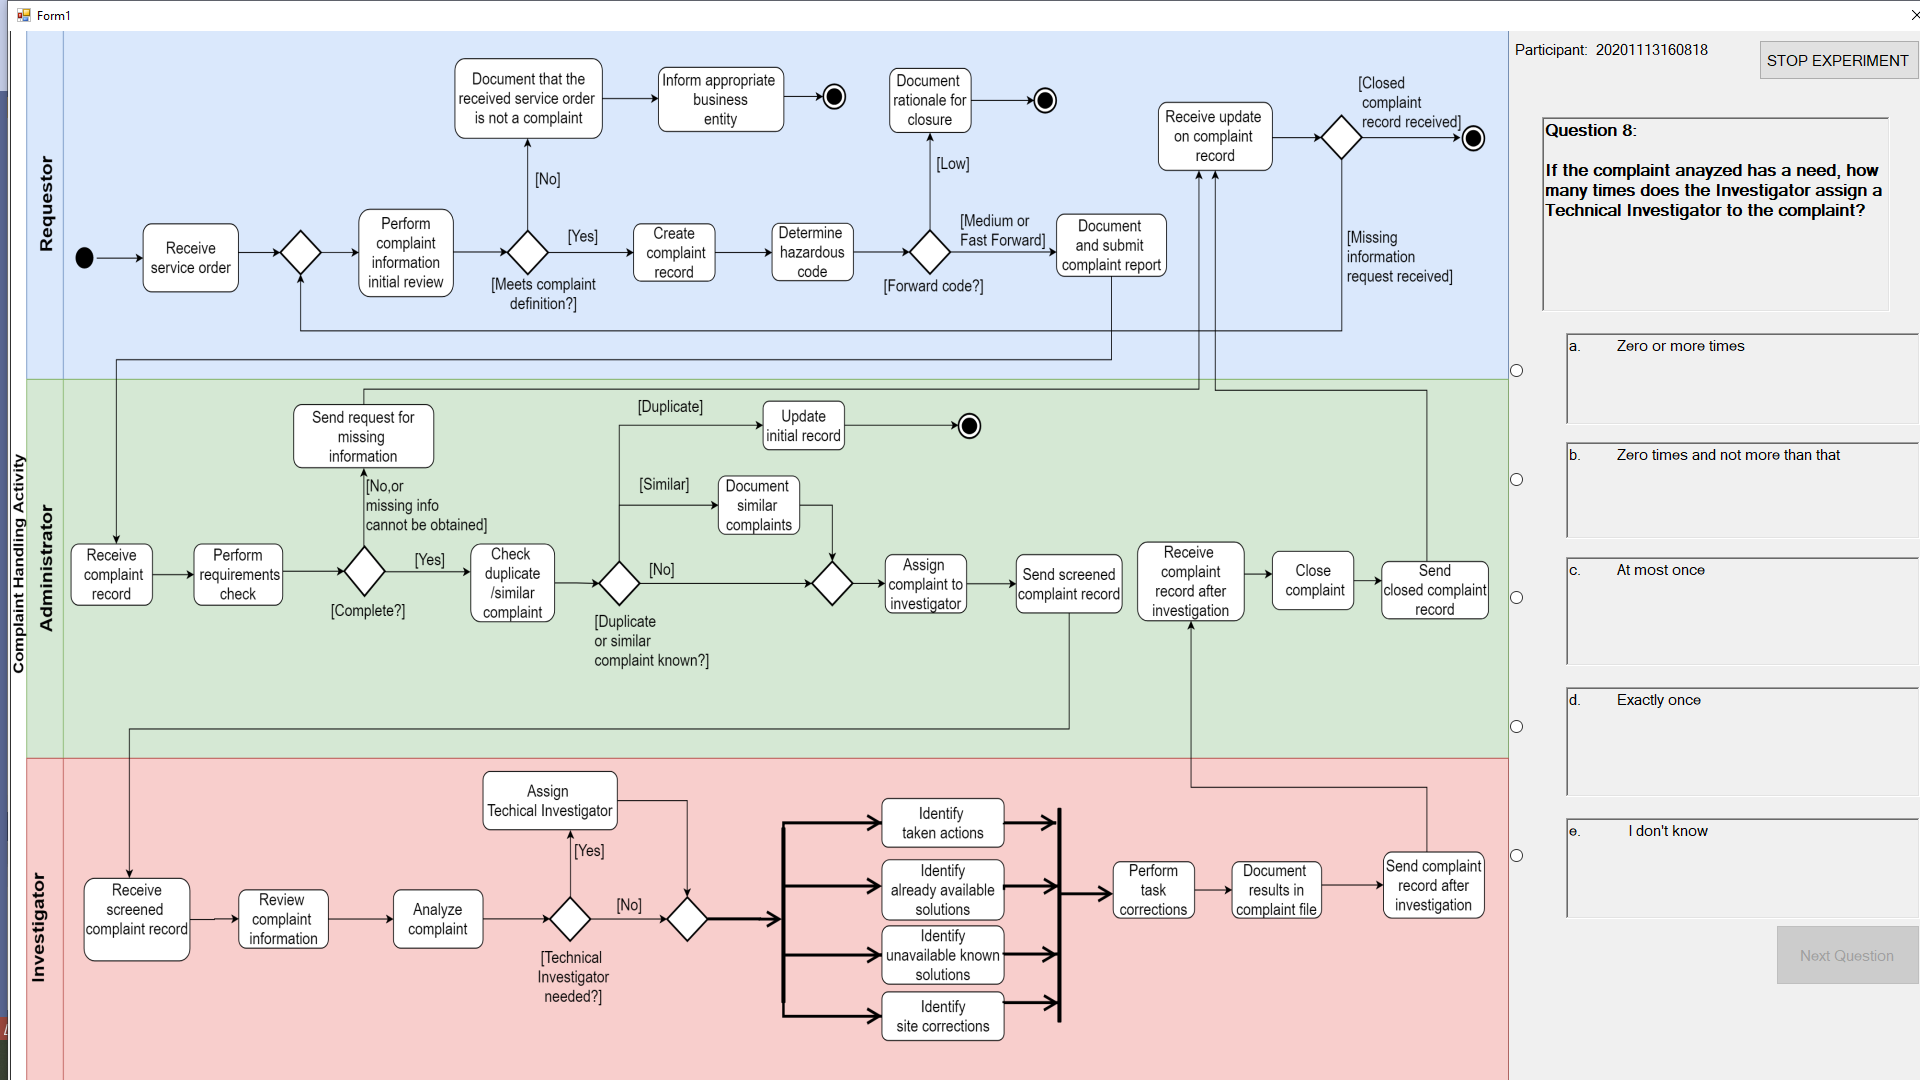 Form1
Participant: 20201113160818
STOP EXPERIMENT
Question 8:
If the complaint anayzed has a need, how
many times does the Investigator assign a
Technical Investigator to the complaint?
a. Zero or more times
b. Zero times and not more than that
c. At most once
d. Exactly once
e. I don't know
Next Question
Complaint Handling Activity
Requestor
Receive
service order
Perform
complaint
information
initial review
[Meets complaint
definition?]
[No]
Document that the
received service order
is not a complaint
Inform appropriate
business
entity
[Yes]
Create
complaint
record
Determine
hazardous
code
[Forward code?]
[Low]
Document
rationale for
closure
[Medium or
Fast Forward]
Document
and submit
complaint report
Receive update
on complaint
record
[Closed
complaint
record received]
[Missing
information
request received]
Administrator
Receive
complaint
record
Perform
requirements
check
[Complete?]
[No,or
missing info
cannot be obtained]
Send request for
missing
information
[Yes]
Check
duplicate
/similar
complaint
[Duplicate
or similar
complaint known?]
[Duplicate]
Update
initial record
[Similar]
Document
similar
complaints
[No]
Assign
complaint to
investigator
Send screened
complaint record
Receive
complaint
record after
investigation
Close
complaint
Send
closed complaint
record
Investigator
Receive
screened
complaint record
Review
complaint
information
Analyze
complaint
[Technical
Investigator
needed?]
[Yes]
Assign
Techical Investigator
[No]
Identify
taken actions
Identify
already available
solutions
Identify
unavailable known
solutions
Identify
site corrections
Perform
task
corrections
Document
results in
complaint file
Send complaint
record after
investigation